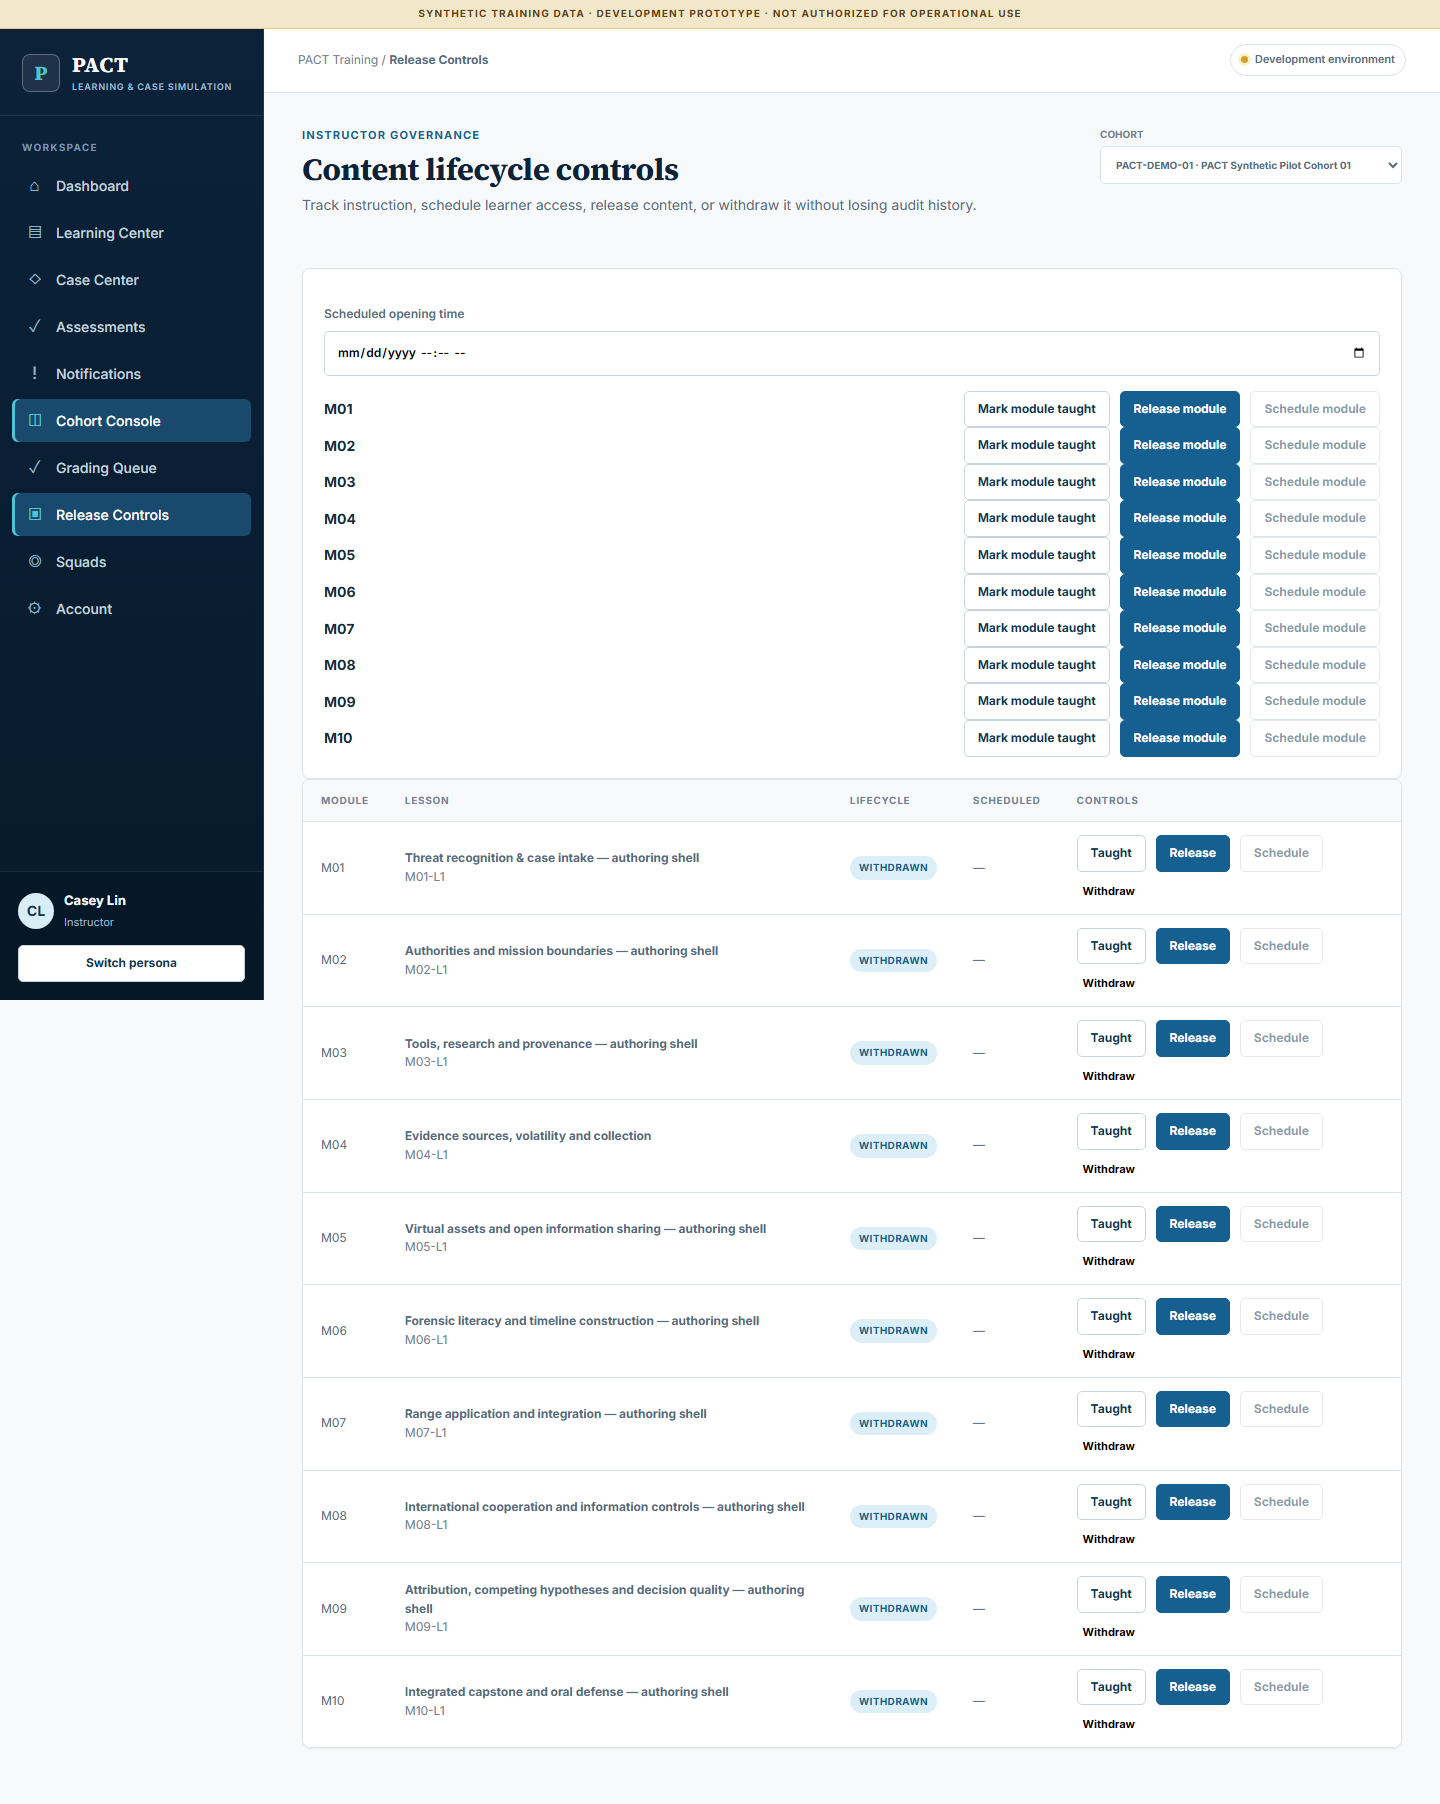 SYNTHETIC TRAINING DATA · DEVELOPMENT PROTOTYPE · NOT AUTHORIZED FOR OPERATIONAL USE
P
PACT
LEARNING & CASE SIMULATION
WORKSPACE
Dashboard
Learning Center
Case Center
Assessments
Notifications
Cohort Console
Grading Queue
Release Controls
Squads
Account
CL
Casey Lin
Instructor
Switch persona
PACT Training / Release Controls
Development environment
INSTRUCTOR GOVERNANCE
Content lifecycle controls
Track instruction, schedule learner access, release content, or withdraw it without losing audit history.
COHORT
PACT-DEMO-01 · PACT Synthetic Pilot Cohort 01
Scheduled opening time
mm/dd/yyyy --:-- --
M01 Mark module taught Release module Schedule module
M02 Mark module taught Release module Schedule module
M03 Mark module taught Release module Schedule module
M04 Mark module taught Release module Schedule module
M05 Mark module taught Release module Schedule module
M06 Mark module taught Release module Schedule module
M07 Mark module taught Release module Schedule module
M08 Mark module taught Release module Schedule module
M09 Mark module taught Release module Schedule module
M10 Mark module taught Release module Schedule module
MODULE LESSON LIFECYCLE SCHEDULED CONTROLS
M01 Threat recognition & case intake — authoring shell WITHDRAWN — Taught Release Schedule
M01-L1
Withdraw
M02 Authorities and mission boundaries — authoring shell WITHDRAWN — Taught Release Schedule
M02-L1
Withdraw
M03 Tools, research and provenance — authoring shell WITHDRAWN — Taught Release Schedule
M03-L1
Withdraw
M04 Evidence sources, volatility and collection WITHDRAWN — Taught Release Schedule
M04-L1
Withdraw
M05 Virtual assets and open information sharing — authoring shell WITHDRAWN — Taught Release Schedule
M05-L1
Withdraw
M06 Forensic literacy and timeline construction — authoring shell WITHDRAWN — Taught Release Schedule
M06-L1
Withdraw
M07 Range application and integration — authoring shell WITHDRAWN — Taught Release Schedule
M07-L1
Withdraw
M08 International cooperation and information controls — authoring shell WITHDRAWN — Taught Release Schedule
M08-L1
Withdraw
M09 Attribution, competing hypotheses and decision quality — authoring WITHDRAWN — Taught Release Schedule
shell
M09-L1
Withdraw
M10 Integrated capstone and oral defense — authoring shell WITHDRAWN — Taught Release Schedule
M10-L1
Withdraw